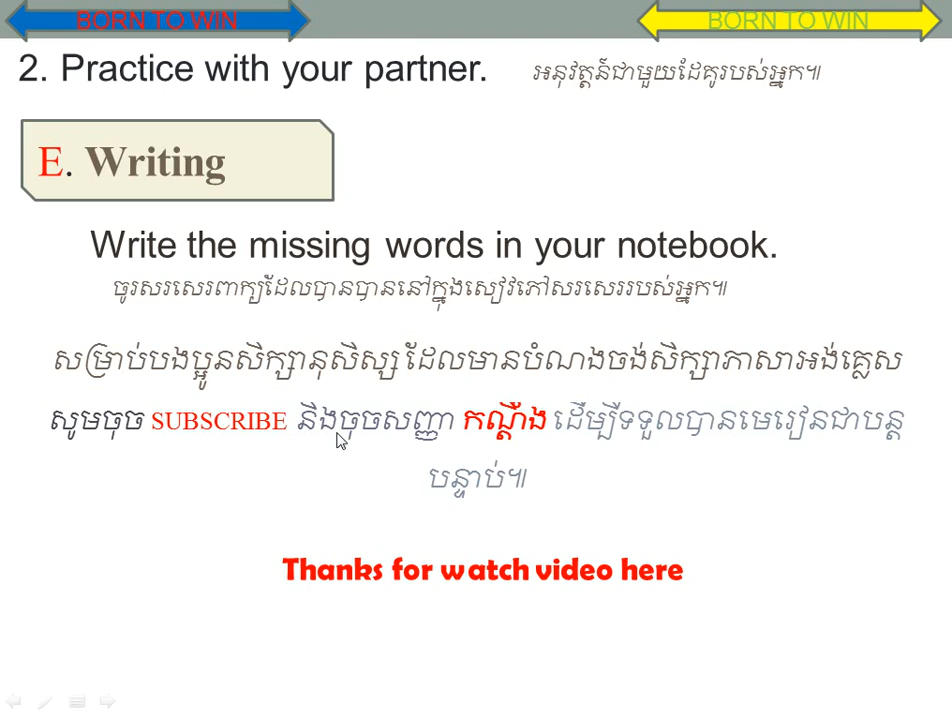 BORN TO WIN BORN TO WIN
2. Practice with your partner. អនុវត្តន៍ជាមួយដៃគូរបស់អ្នក៕
E. Writing
Write the missing words in your notebook.
ចូរសរសេរពាក្យដែលបានបាននៅក្នុងសៀវភៅសរសេររបស់អ្នក៕
សម្រាប់បងប្អូនសិក្សានុសិស្ស ដែលមានបំណងចង់សិក្សាភាសាអង់គ្លេស
សូមចុច SUBSCRIBE និងចុចសញ្ញា កណ្តឹង ដើម្បីទទួលបានមេរៀនជាបន្ត
បន្ទាប់៕
Thanks for watch video here